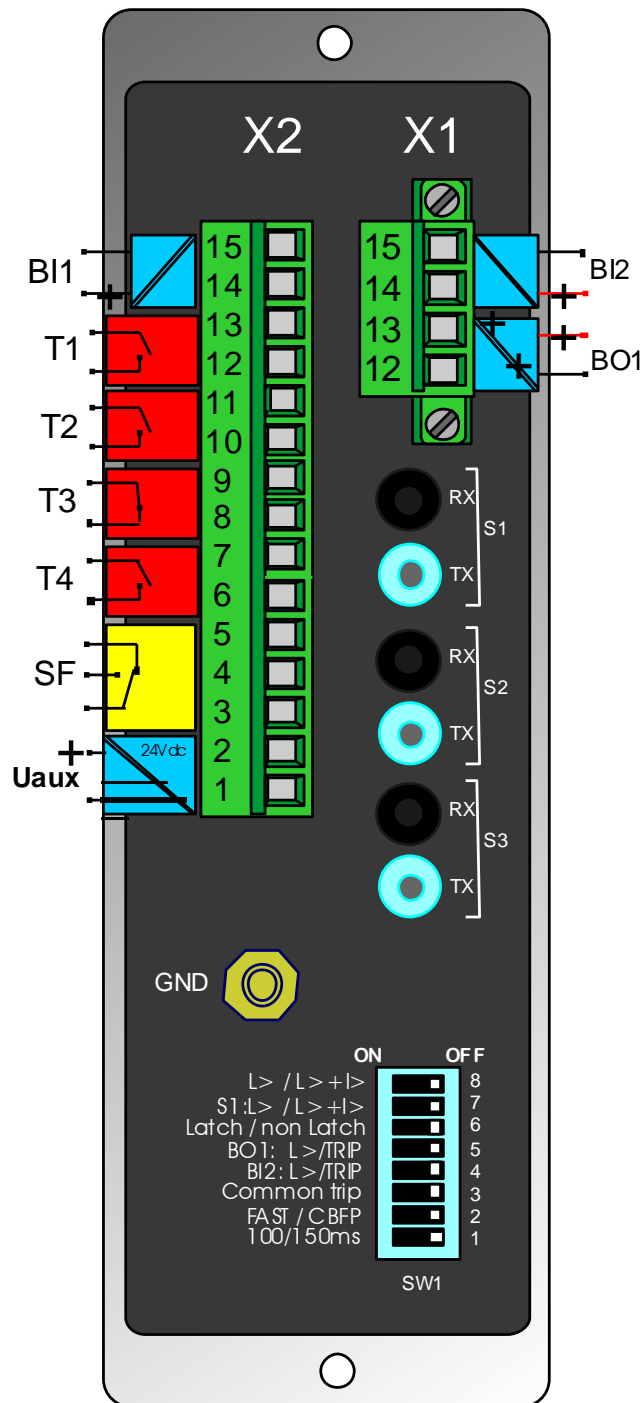 X2 X1
BI1 15 15 BI2
+ 14 14 +
T1 13 13 + + BO1
12 12 +
T2 11
10
T3 9 RX S1
8
T4 7 TX
6
5 RX S2
SF 4
3 TX
+ 24Vdc 2
Uaux 1 RX S3
TX
GND
ON OFF
L> / L>+I> 8
S1:L> / L>+I> 7
Latch / non Latch 6
BO1: L>/TRIP 5
BI2: L>/TRIP 4
Common trip 3
FAST / CBFP 2
100/150ms 1
SW1